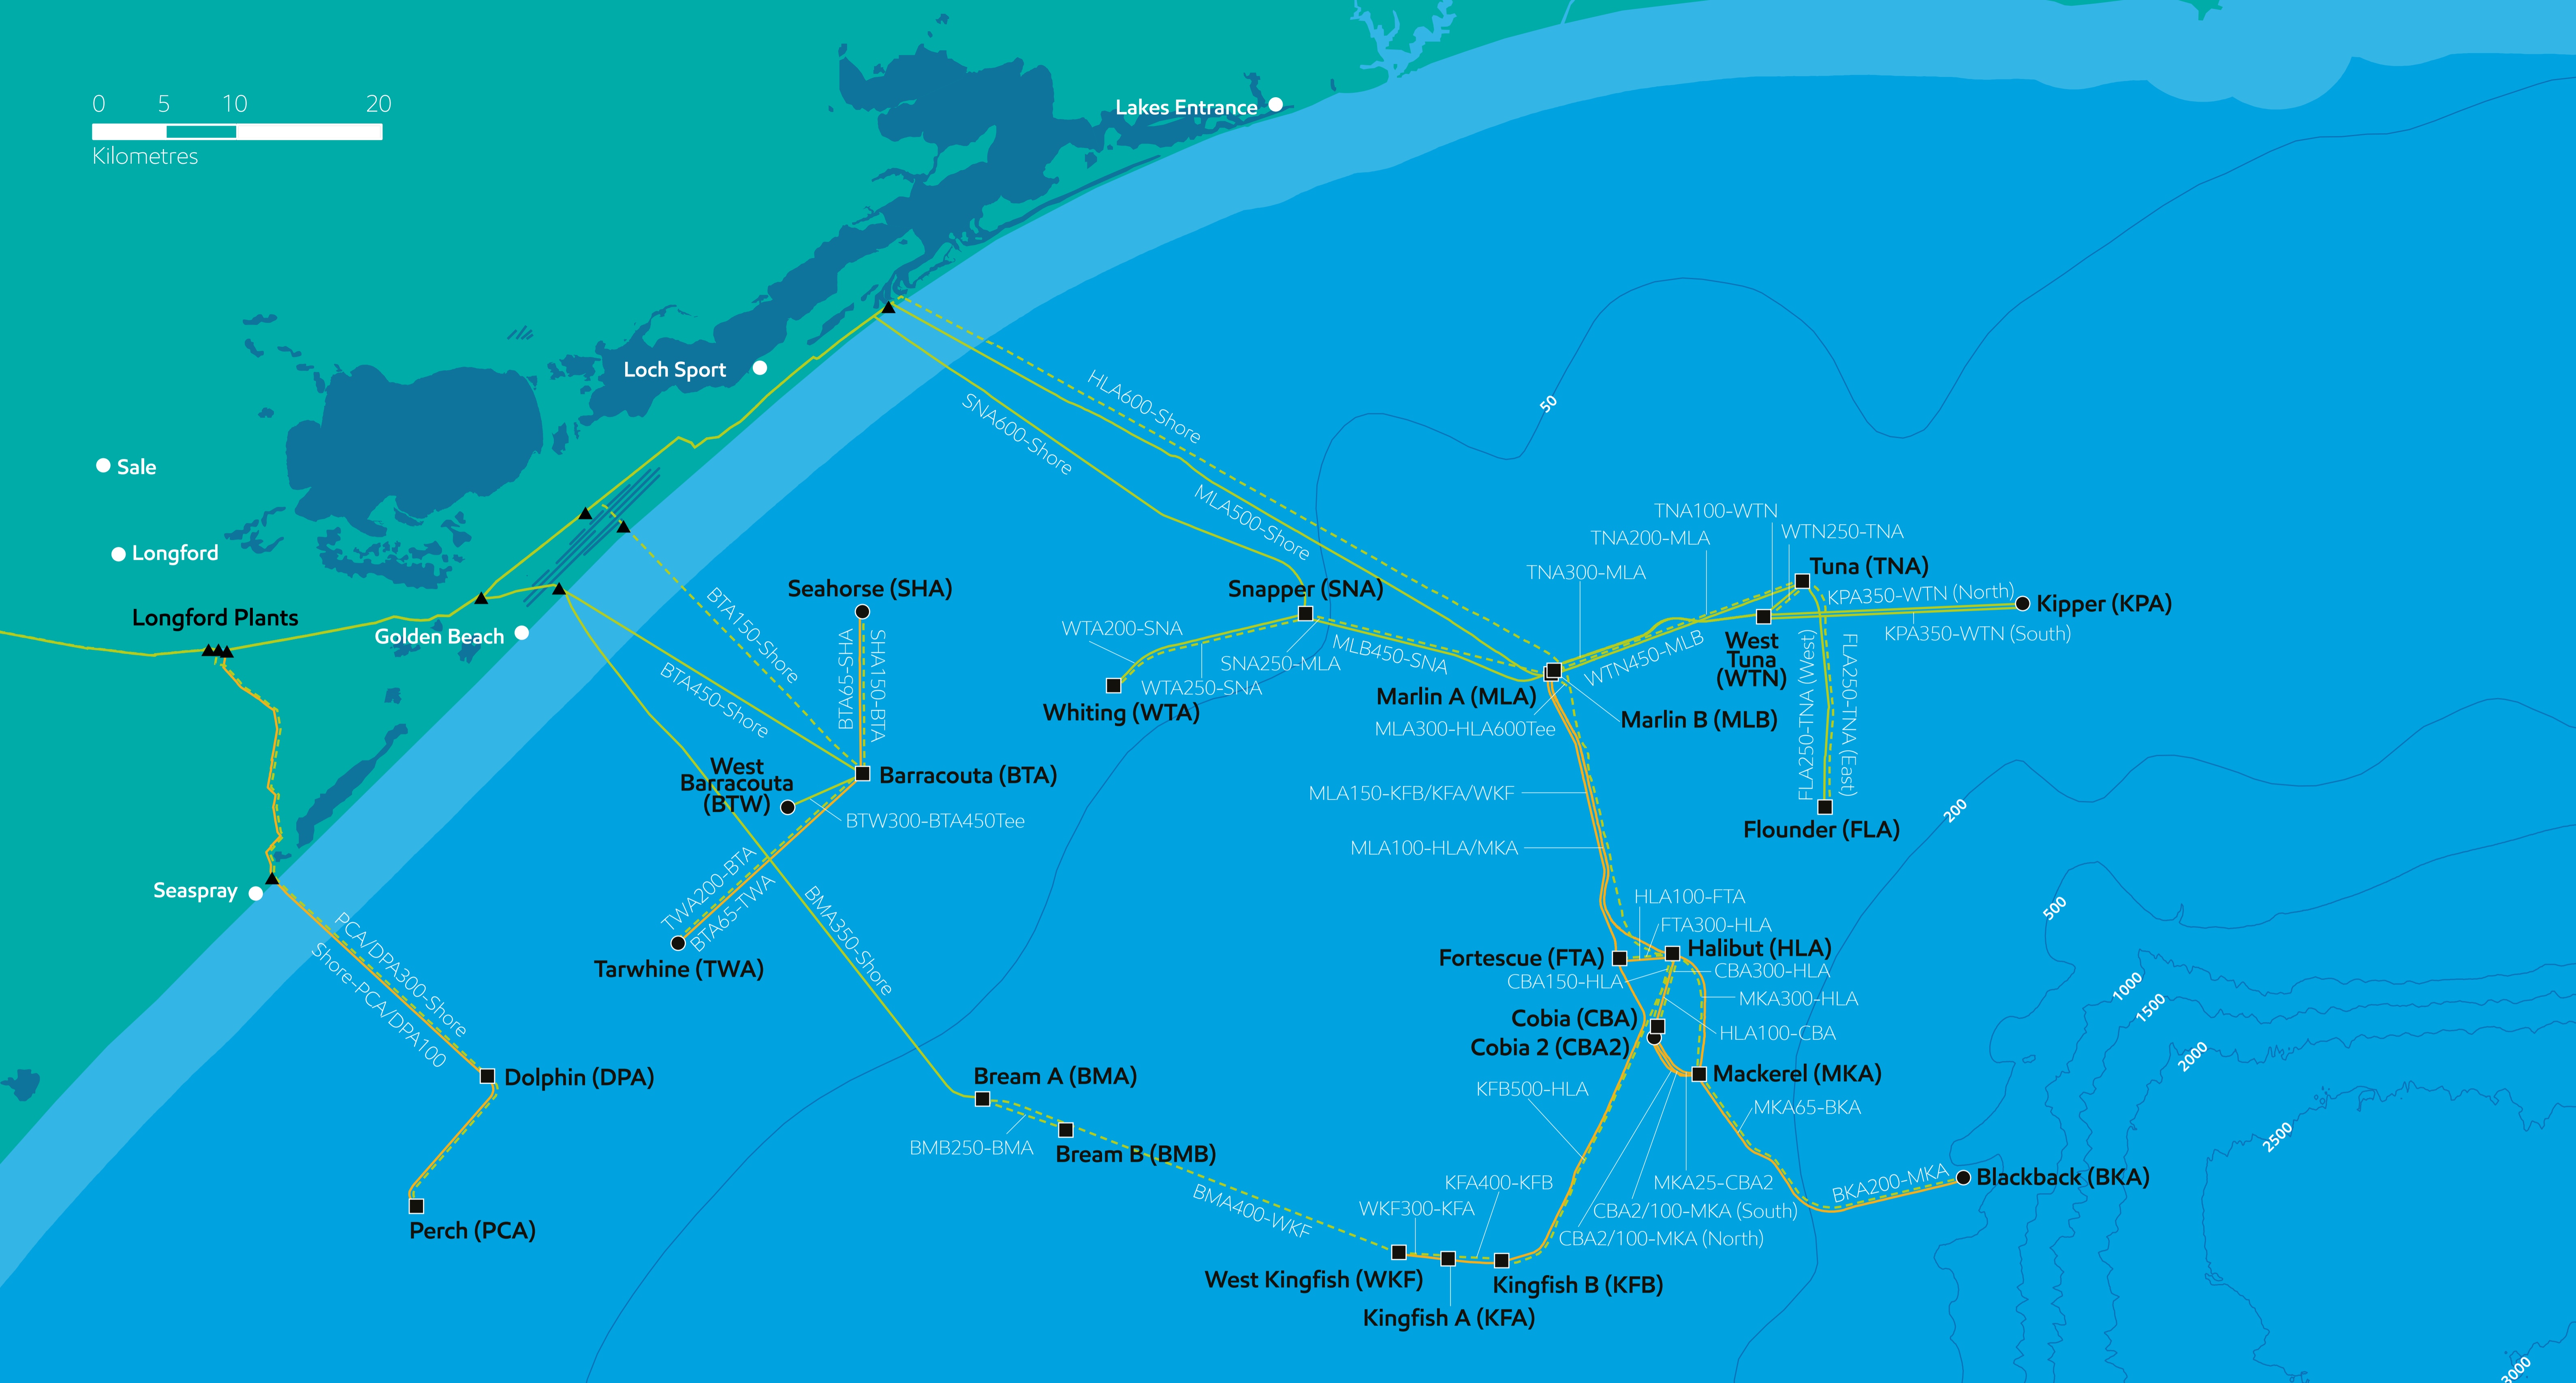 0 5 10 20
Kilometres
Lakes Entrance
Loch Sport
Sale
Longford
Longford Plants
Golden Beach
Seaspray
HLA600-Shore
SNA600-Shore
MLA500-Shore
50
TNA100-WTN
WTN250-TNA
TNA200-MLA
TNA300-MLA
Tuna (TNA)
KPA350-WTN (North)
Kipper (KPA)
KPA350-WTN (South)
Seahorse (SHA)
BTA150-Shore
BTA65-SHA
SHA150-BTA
BTA450-Shore
Snapper (SNA)
WTA200-SNA
SNA250-MLA
MLB450-SNA
WTA250-SNA
Whiting (WTA)
WTN450-MLB
West
Tuna
(WTN)
FLA250-TNA (West)
FLA250-TNA (East)
Marlin A (MLA)
Marlin B (MLB)
MLA300-HLA600Tee
West
Barracouta
(BTW)
Barracouta (BTA)
BTW300-BTA450Tee
MLA150-KFB/KFA/WKF
MLA100-HLA/MKA
Flounder (FLA)
200
TWA200-BTA
BTA65-TWA
Tarwhine (TWA)
BMA350-Shore
PCA/DPA300-Shore
Shore-PCA/DPA100
HLA100-FTA
FTA300-HLA
Fortescue (FTA)
Halibut (HLA)
CBA150-HLA
CBA300-HLA
MKA300-HLA
Cobia (CBA)
HLA100-CBA
Cobia 2 (CBA2)
500
1000
1500
2000
2500
3000
Dolphin (DPA)
Bream A (BMA)
Mackerel (MKA)
KFB500-HLA
MKA65-BKA
BMB250-BMA
Bream B (BMB)
BMA400-WKF
KFA400-KFB
WKF300-KFA
MKA25-CBA2
CBA2/100-MKA (South)
CBA2/100-MKA (North)
BKA200-MKA
Blackback (BKA)
Perch (PCA)
West Kingfish (WKF)
Kingfish B (KFB)
Kingfish A (KFA)